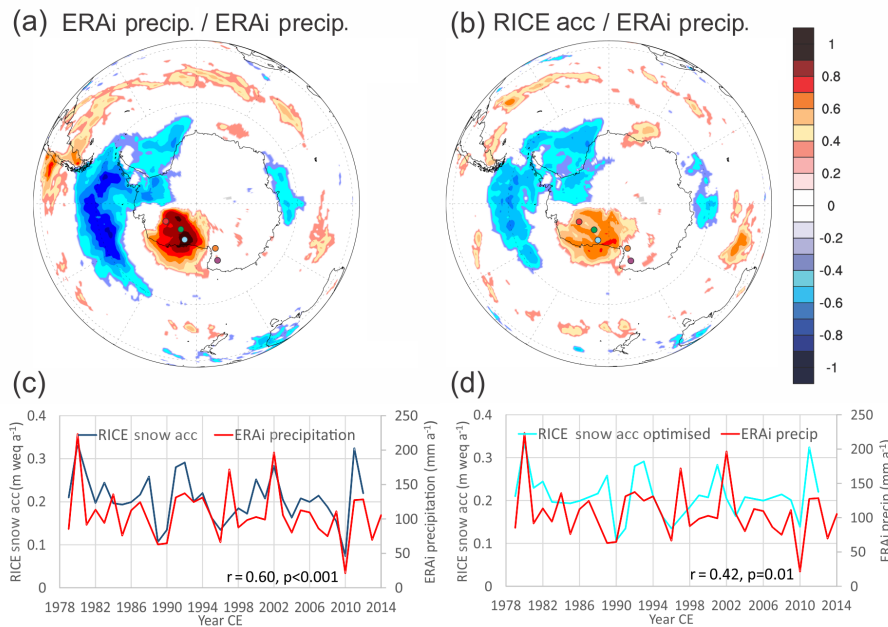 (a) ERAi precip. / ERAi precip.
(b) RICE acc / ERAi precip.
1
0.8
0.6
0.4
0.2
0
-0.2
-0.4
-0.6
-0.8
-1
(c)
0.4
0.3
0.2
0.1
0
RICE snow acc (m weq a⁻¹)
RICE snow acc
ERAi precipitation
250
200
150
100
50
0
ERAi precipitation (mm a⁻¹)
r = 0.60, p<0.001
1978 1982 1986 1990 1994 1998 2002 2006 2010 2014
Year CE
(d)
0.4
0.3
0.2
0.1
0
RICE snow acc (m weq a⁻¹)
RICE snow acc optimised
ERAi precip
250
200
150
100
50
0
ERAi precip (mm a⁻¹)
r = 0.42, p=0.01
1978 1982 1986 1990 1994 1998 2002 2006 2010 2014
Year CE